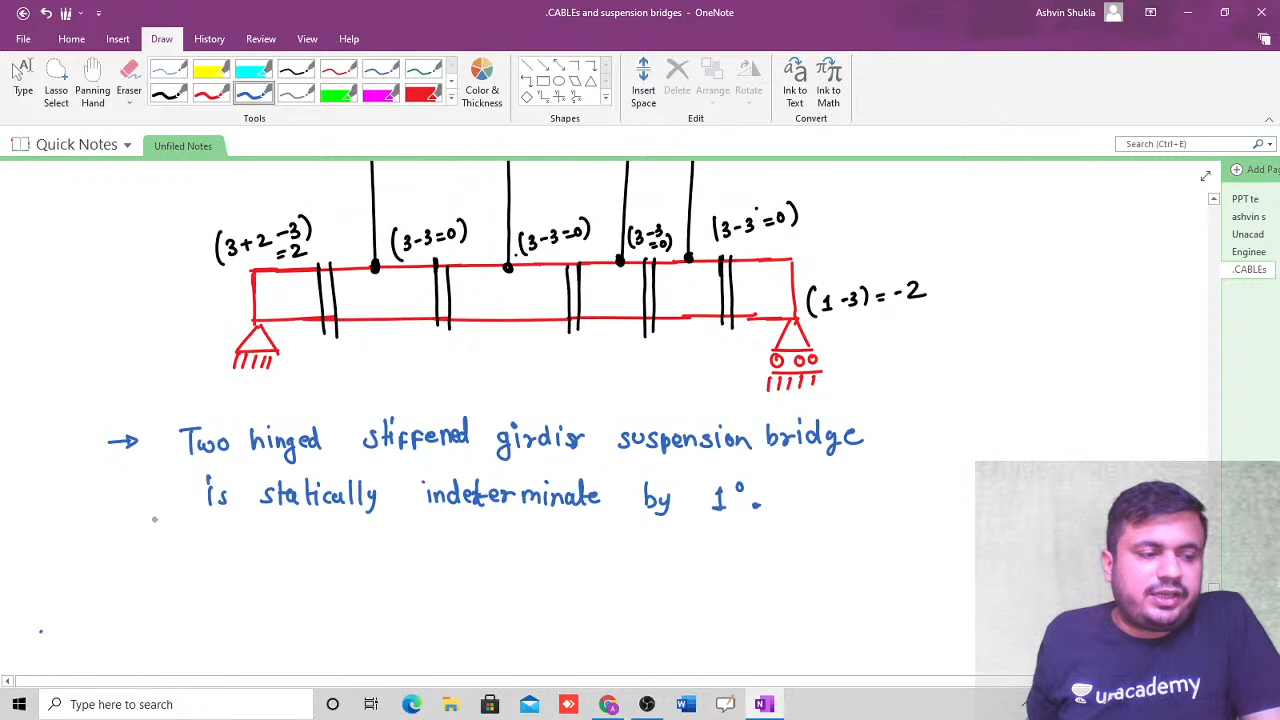 .CABLEs and suspension bridges - OneNote
Ashvin Shukla
File Home Insert Draw History Review View Help
Type
Lasso Select
Panning Hand
Eraser
Color & Thickness
Insert Space
Delete
Arrange
Rotate
Ink to Text
Ink to Math
Tools
Shapes
Edit
Convert
Quick Notes
Unfiled Notes
Search (Ctrl+E)
Add Pag
PPT te
ashvin s
Unacad
Enginee
.CABLEs
(3+2-3)
=2
(3-3=0)
(3-3=0)
(3-3
=0)
(3-3=0)
(1-3) = -2
→ Two hinged stiffened girdisr suspension bridge
is statically indeterminate by 1°.
unacademy
Type here to search